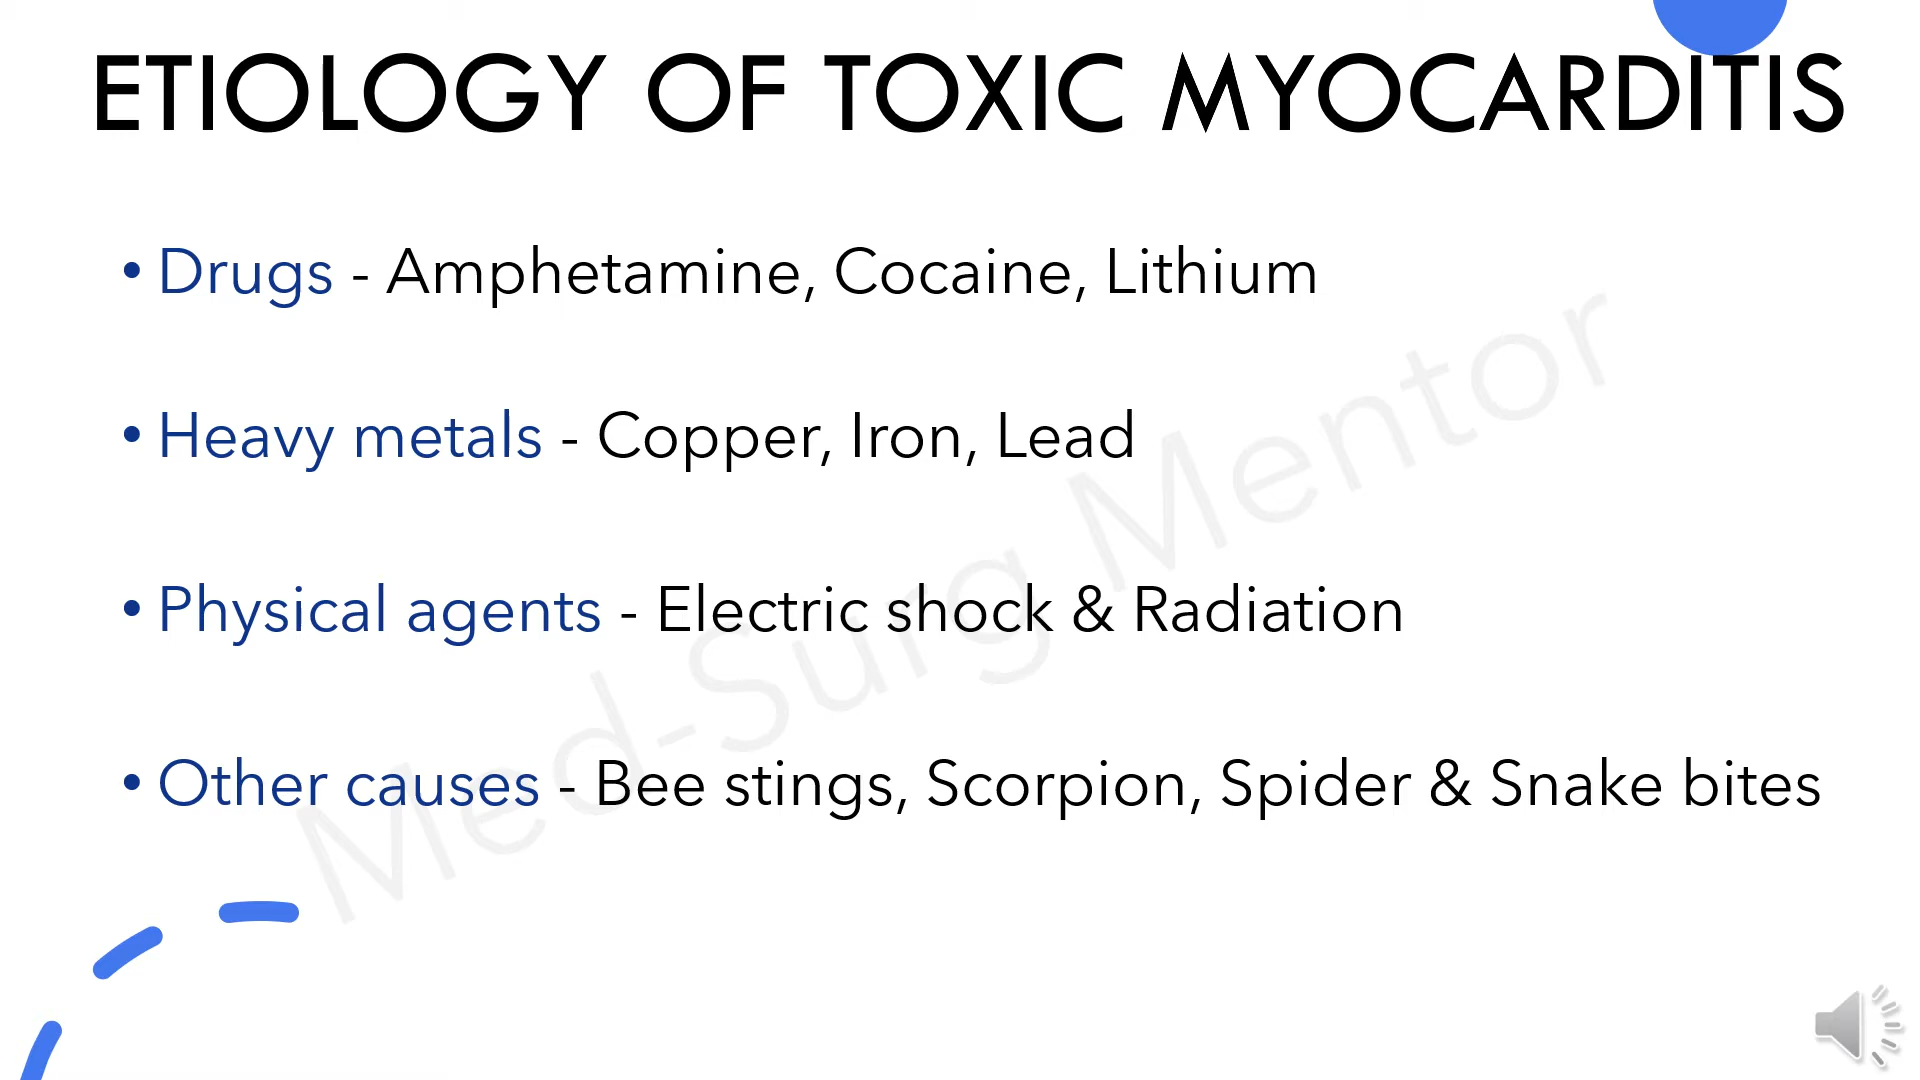 ETIOLOGY OF TOXIC MYOCARDITIS
• Drugs - Amphetamine, Cocaine, Lithium
• Heavy metals - Copper, Iron, Lead
• Physical agents - Electric shock & Radiation
• Other causes - Bee stings, Scorpion, Spider & Snake bites
Med-Surg Mentor